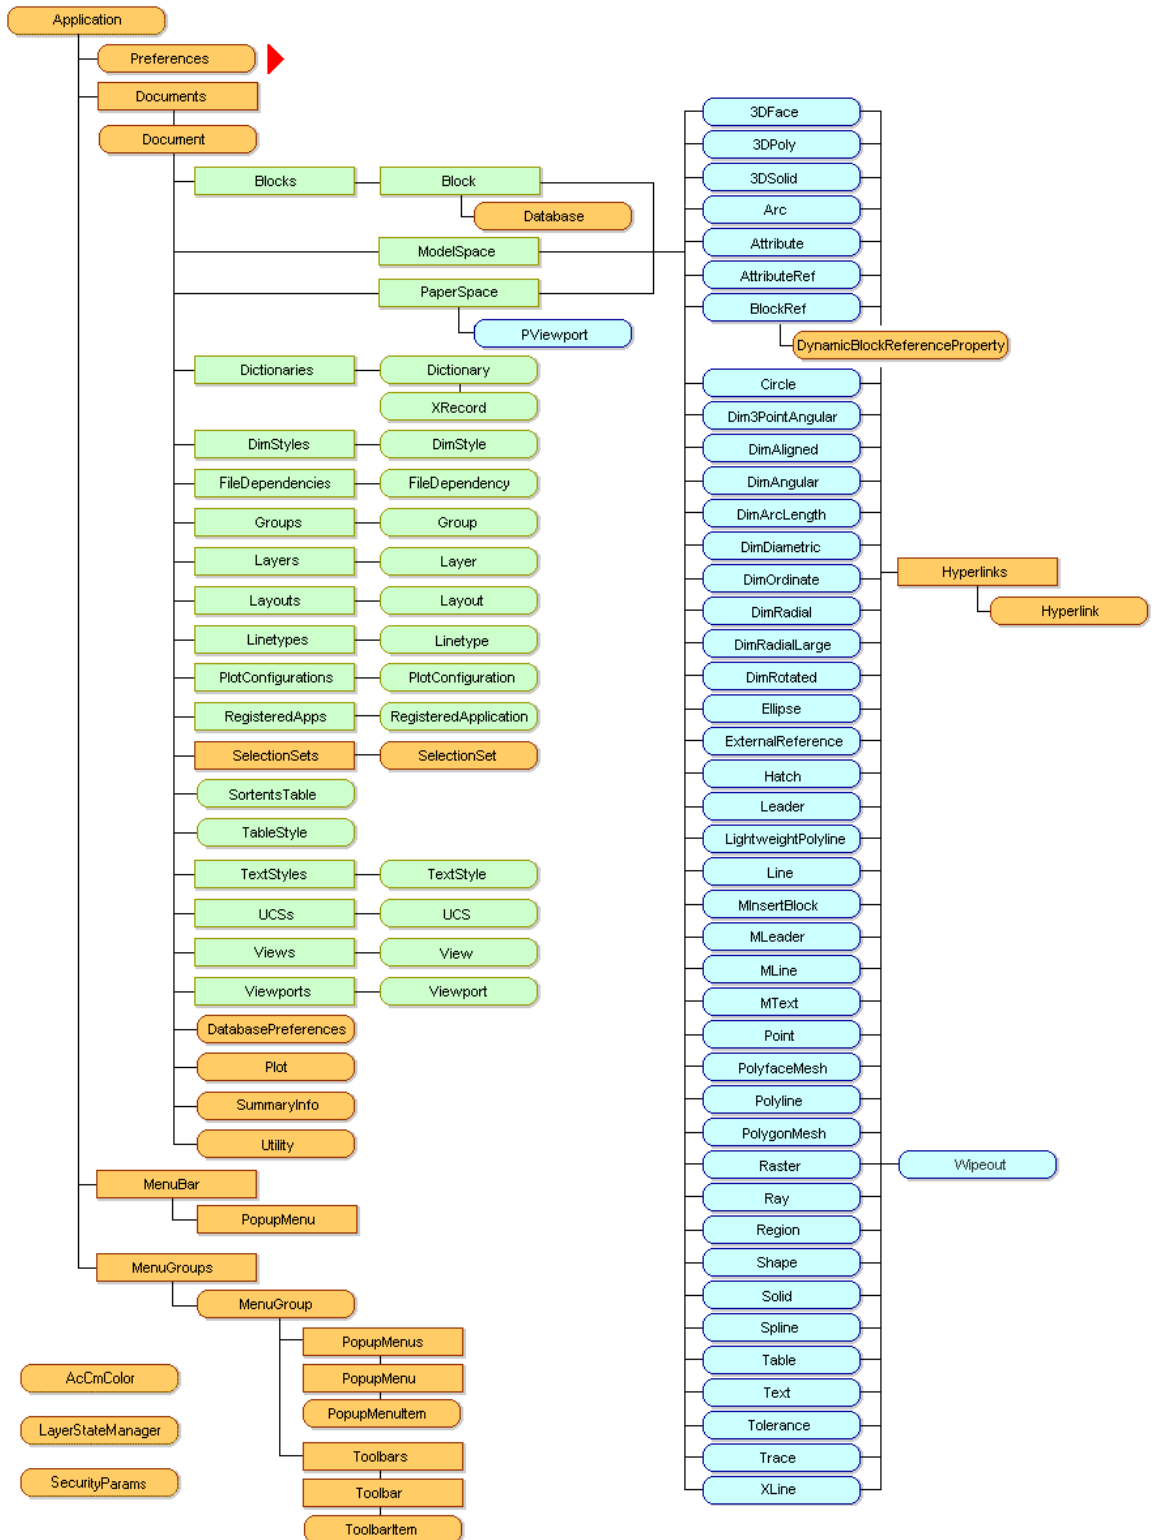 Application
Preferences
Documents
Document
Blocks
Block
Database
ModelSpace
PaperSpace
PViewport
Dictionaries
Dictionary
XRecord
DimStyles
DimStyle
FileDependencies
FileDependency
Groups
Group
Layers
Layer
Layouts
Layout
Linetypes
Linetype
PlotConfigurations
PlotConfiguration
RegisteredApps
RegisteredApplication
SelectionSets
SelectionSet
SortentsTable
TableStyle
TextStyles
TextStyle
UCSs
UCS
Views
View
Viewports
Viewport
DatabasePreferences
Plot
SummaryInfo
Utility
MenuBar
PopupMenu
MenuGroups
MenuGroup
PopupMenus
PopupMenu
PopupMenuItem
Toolbars
Toolbar
ToolbarItem
AcCmColor
LayerStateManager
SecurityParams
3DFace
3DPoly
3DSolid
Arc
Attribute
AttributeRef
BlockRef
DynamicBlockReferenceProperty
Circle
Dim3PointAngular
DimAligned
DimAngular
DimArcLength
DimDiametric
DimOrdinate
DimRadial
DimRadialLarge
DimRotated
Ellipse
ExternalReference
Hatch
Leader
LightweightPolyline
Line
MInsertBlock
MLeader
MLine
MText
Point
PolyfaceMesh
Polyline
PolygonMesh
Raster
Ray
Region
Shape
Solid
Spline
Table
Text
Tolerance
Trace
XLine
Hyperlinks
Hyperlink
Wipeout